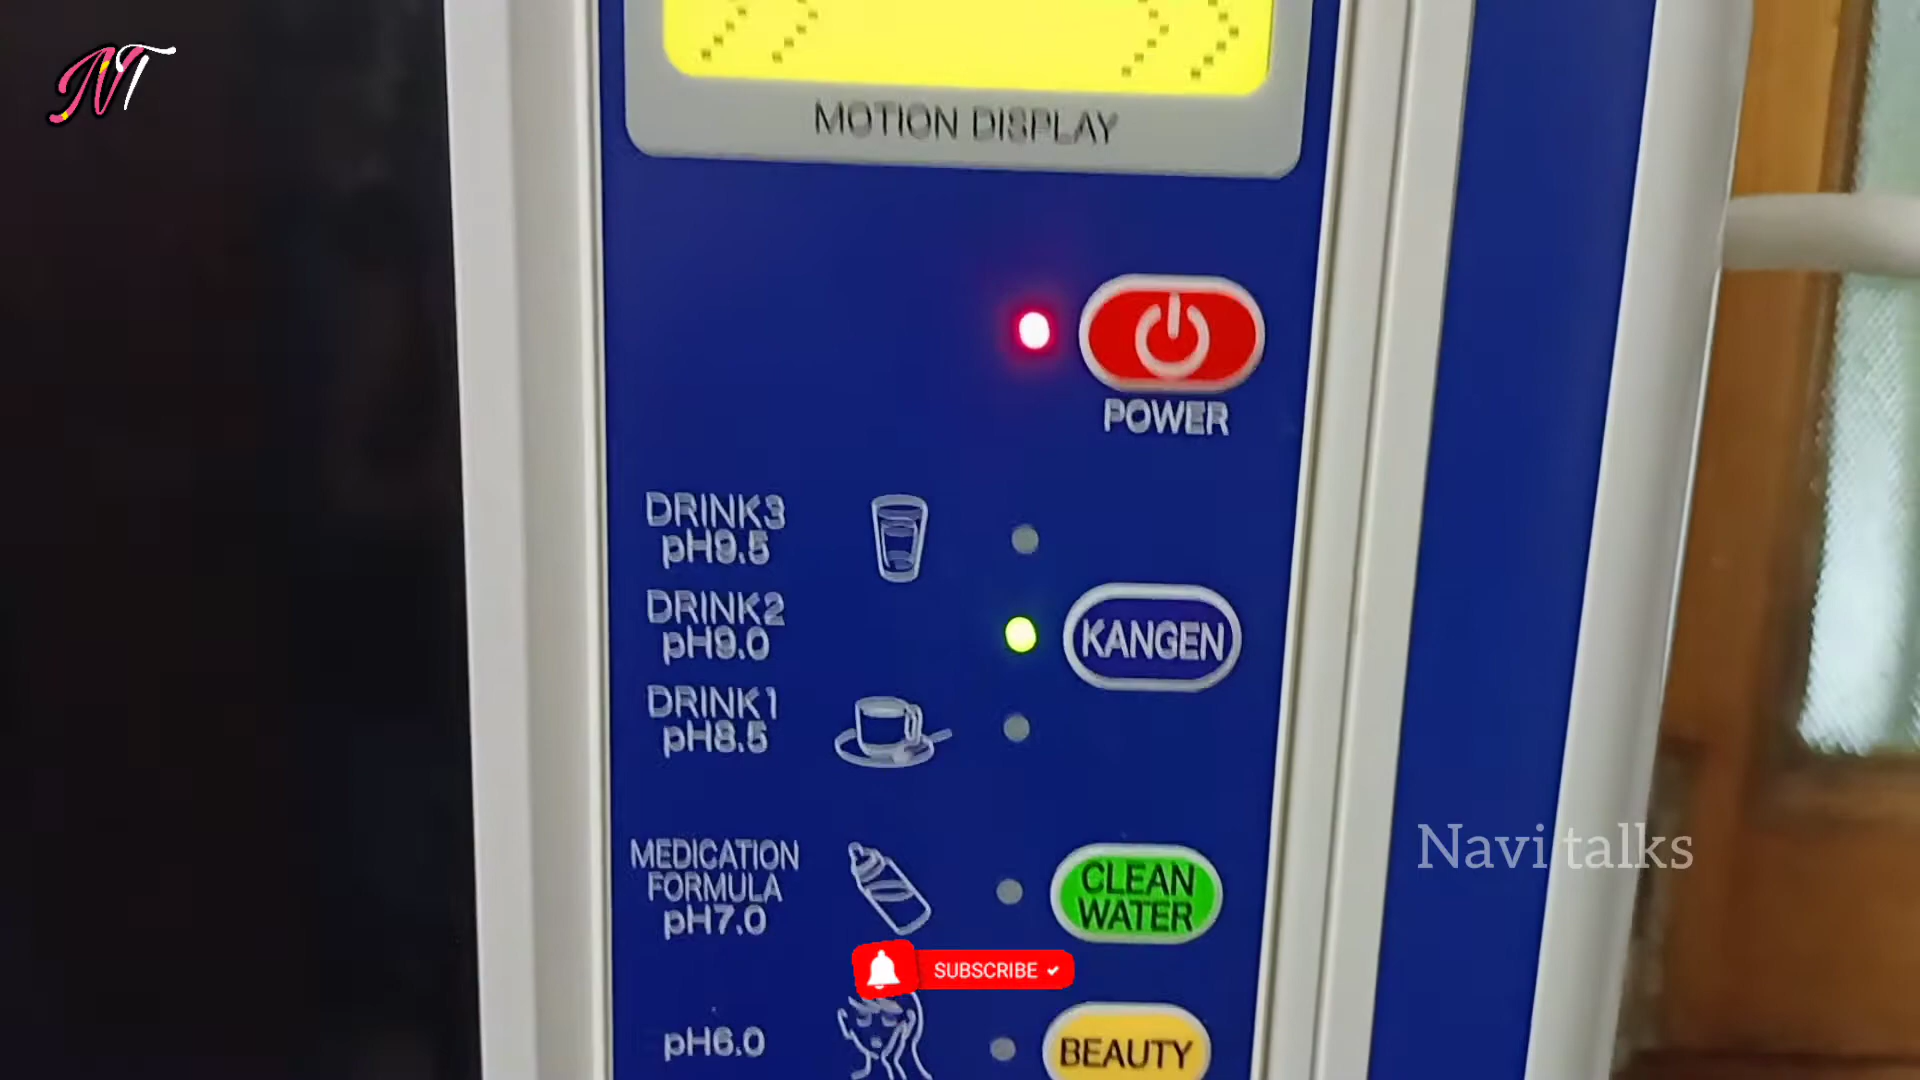 NT
MOTION DISPLAY
POWER
DRINK3
pH9.5
DRINK2
pH9.0
KANGEN
DRINK1
pH8.5
MEDICATION
FORMULA
pH7.0
CLEAN
WATER
Navi talks
SUBSCRIBE
pH6.0
BEAUTY